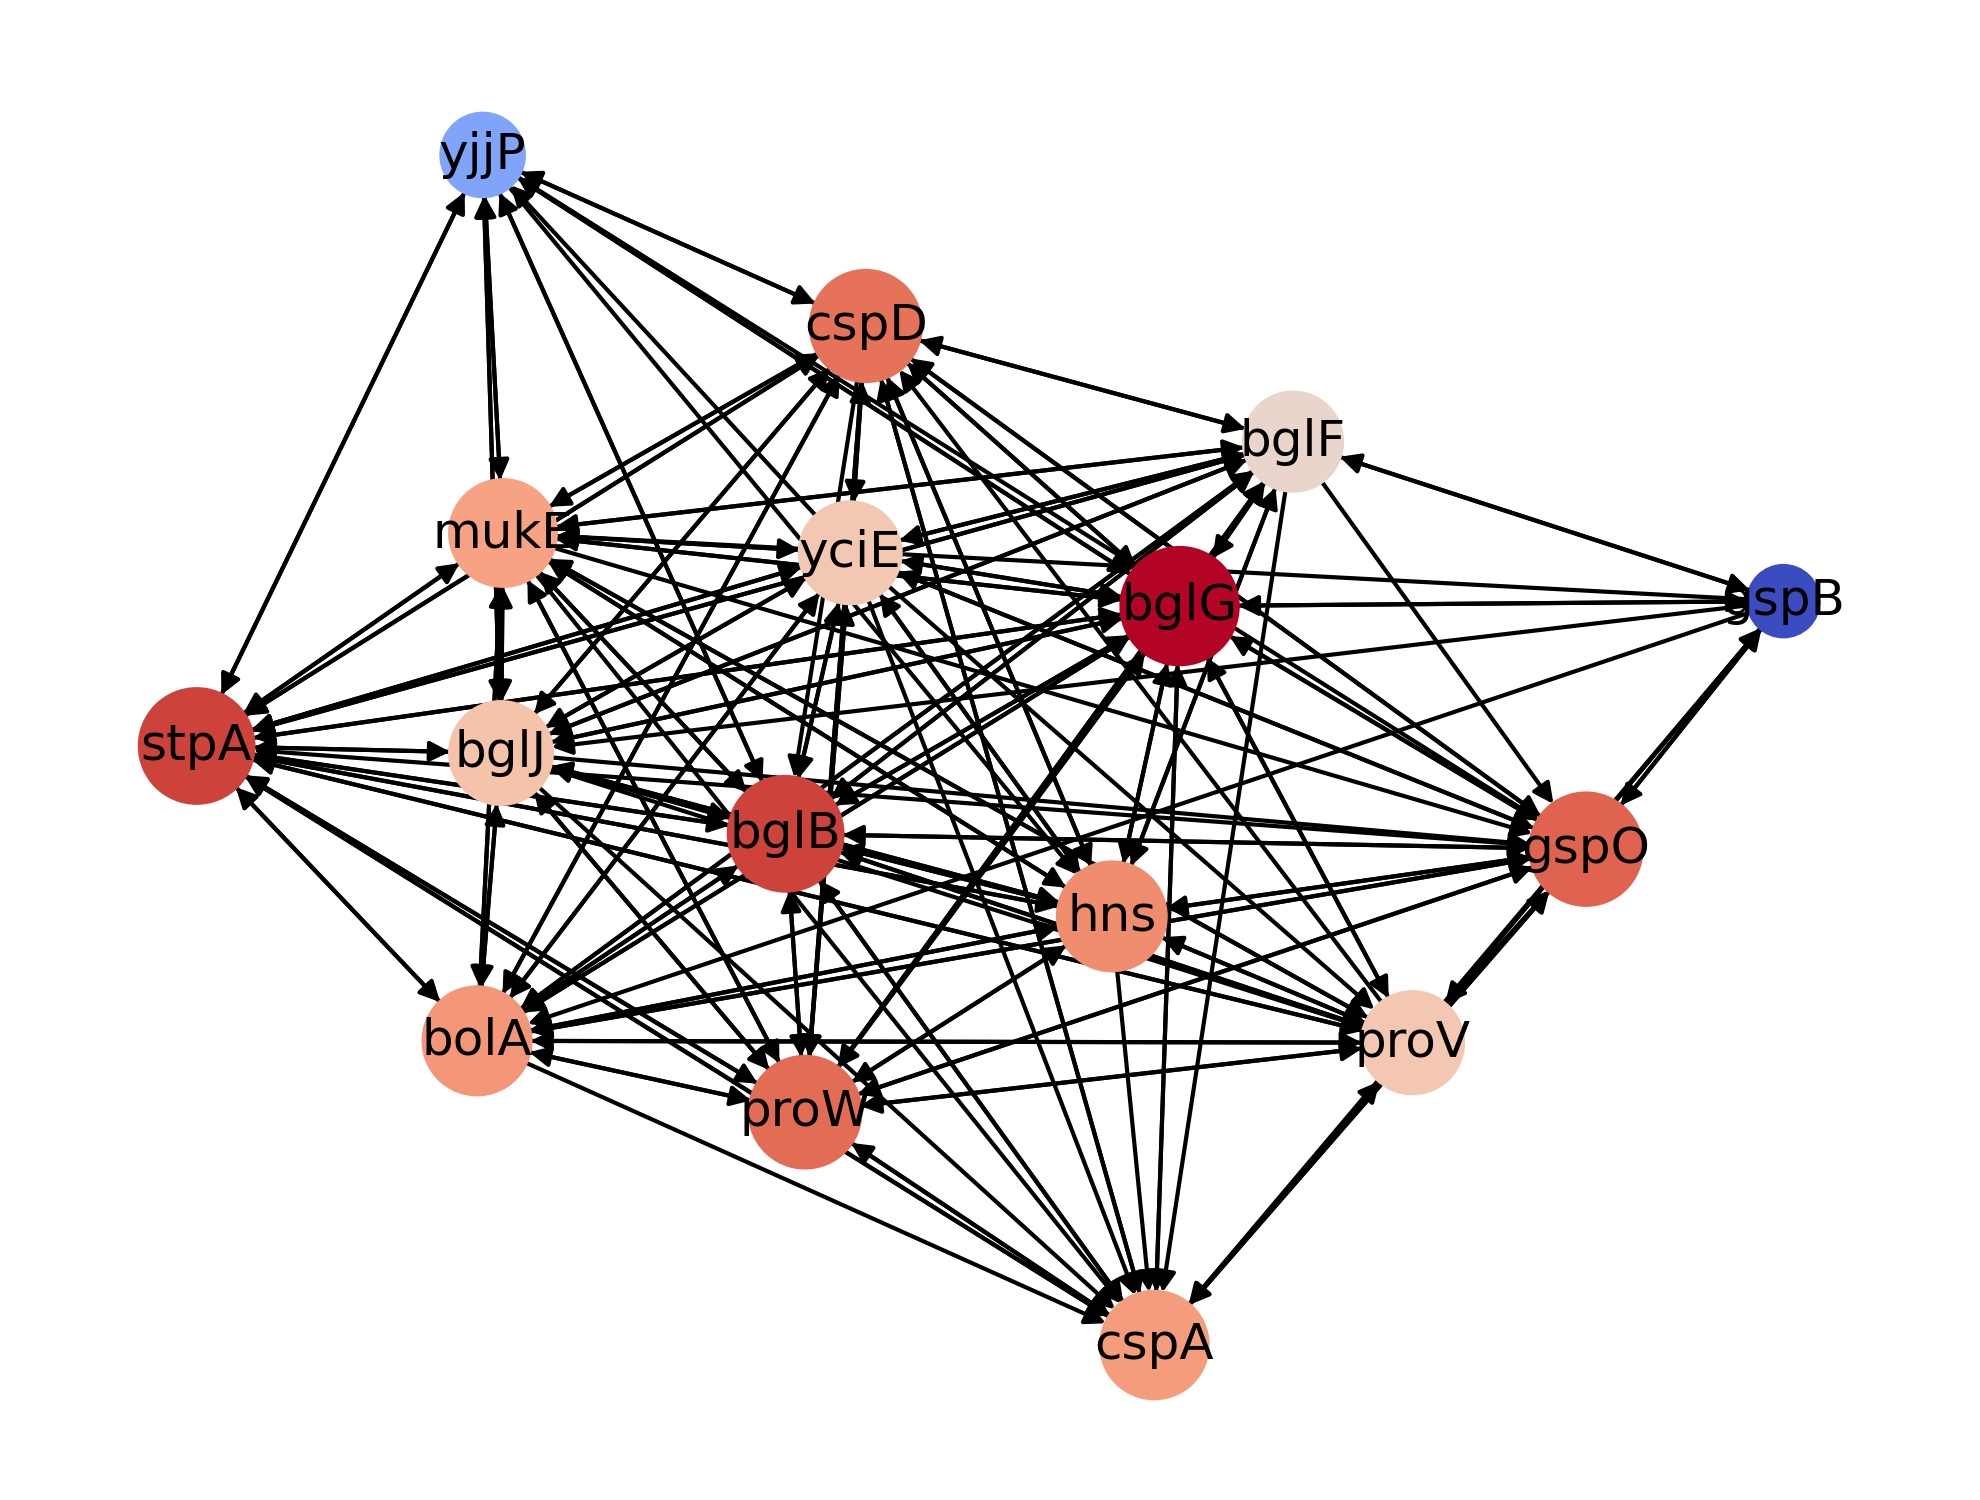 yjjP
cspD
bglF
mukE
yciE
bglG
gspB
stpA
bglJ
bglB
gspO
hns
bolA
proV
proW
cspA